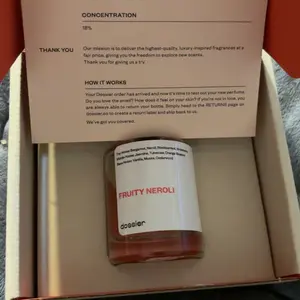 CONCENTRATION
18%
THANK YOU
Our mission is to deliver the highest-quality, luxury-inspired fragrances at a
fair price, giving you the freedom to explore new scents.
Thank you for giving us a try.
HOW IT WORKS
Your Dossier order has arrived and now it's time to test out your new perfume.
Do you love the smell? How does it feel on your skin? If you're not in love, you
are always able to return your order. Simply head to the RETURNS page on
dossier.co to create a return label and ship back to us.
We've got you covered.
FRUITY NEROLI
dossier